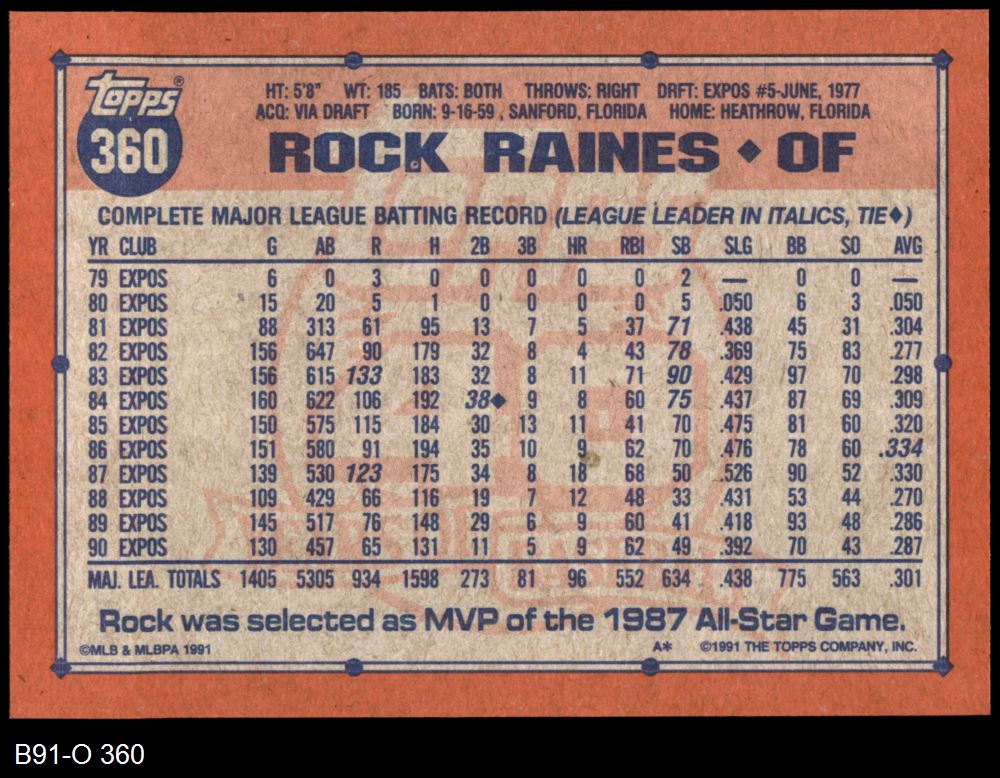 Topps®
360
HT: 5'8" WT: 185 BATS: BOTH THROWS: RIGHT DRFT: EXPOS #5-JUNE, 1977
ACQ: VIA DRAFT BORN: 9-16-59 , SANFORD, FLORIDA HOME: HEATHROW, FLORIDA
ROCK RAINES ◆ OF
COMPLETE MAJOR LEAGUE BATTING RECORD (LEAGUE LEADER IN ITALICS, TIE◆)
YR CLUB G AB R H 2B 3B HR RBI SB SLG BB SO AVG
79 EXPOS 6 0 3 0 0 0 0 0 2 — 0 0 —
80 EXPOS 15 20 5 1 0 0 0 0 5 .050 6 3 .050
81 EXPOS 88 313 61 95 13 7 5 37 71 .438 45 31 .304
82 EXPOS 156 647 90 179 32 8 4 43 78 .369 75 83 .277
83 EXPOS 156 615 133 183 32 8 11 71 90 .429 97 70 .298
84 EXPOS 160 622 106 192 38◆ 9 8 60 75 .437 87 69 .309
85 EXPOS 150 575 115 184 30 13 11 41 70 .475 81 60 .320
86 EXPOS 151 580 91 194 35 10 9 62 70 .476 78 60 .334
87 EXPOS 139 530 123 175 34 8 18 68 50 .526 90 52 .330
88 EXPOS 109 429 66 116 19 7 12 48 33 .431 53 44 .270
89 EXPOS 145 517 76 148 29 6 9 60 41 .418 93 48 .286
90 EXPOS 130 457 65 131 11 5 9 62 49 .392 70 43 .287
MAJ. LEA. TOTALS 1405 5305 934 1598 273 81 96 552 634 .438 775 563 .301
Rock was selected as MVP of the 1987 All-Star Game.
©MLB & MLBPA 1991 A* ©1991 THE TOPPS COMPANY, INC.
B91-O 360